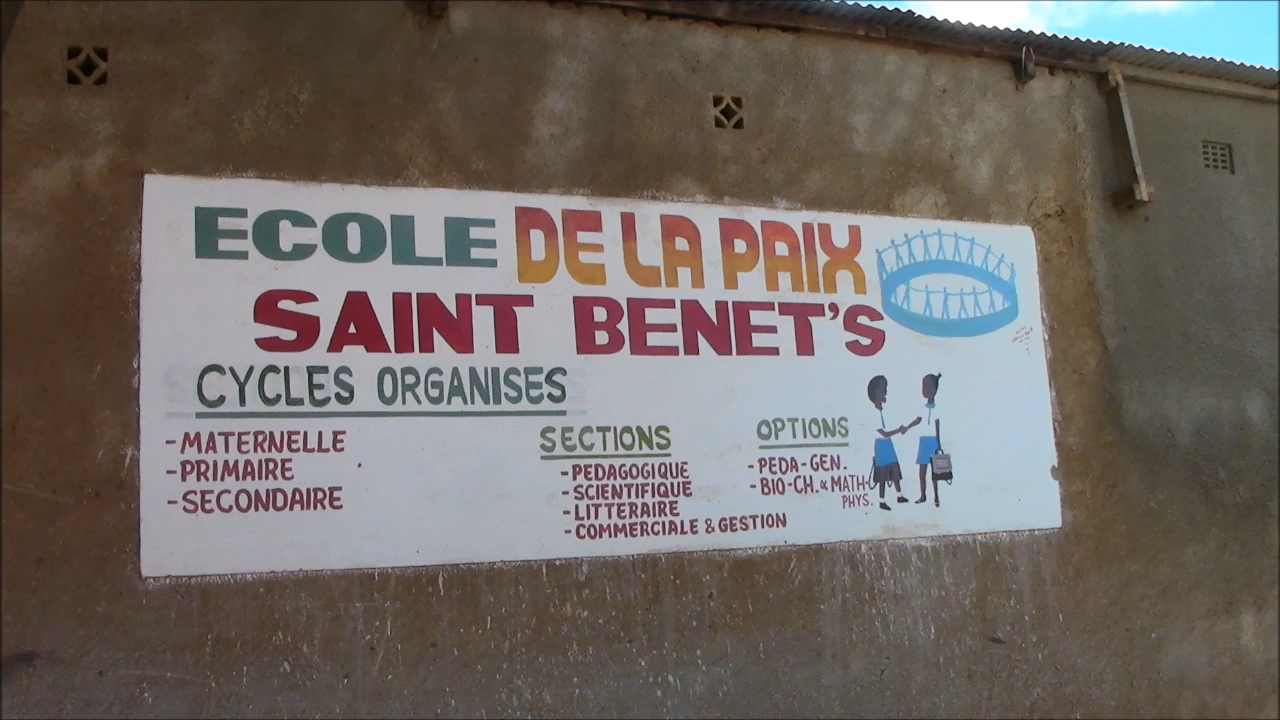 ECOLE DE LA PAIX
SAINT BENET'S
CYCLES ORGANISES
-MATERNELLE
-PRIMAIRE
-SECONDAIRE
SECTIONS
-PEDAGOGIQUE
-SCIENTIFIQUE
-LITTERAIRE
-COMMERCIALE & GESTION
OPTIONS
-PEDA-GEN.
-BIO-CH. & MATH-
PHYS.